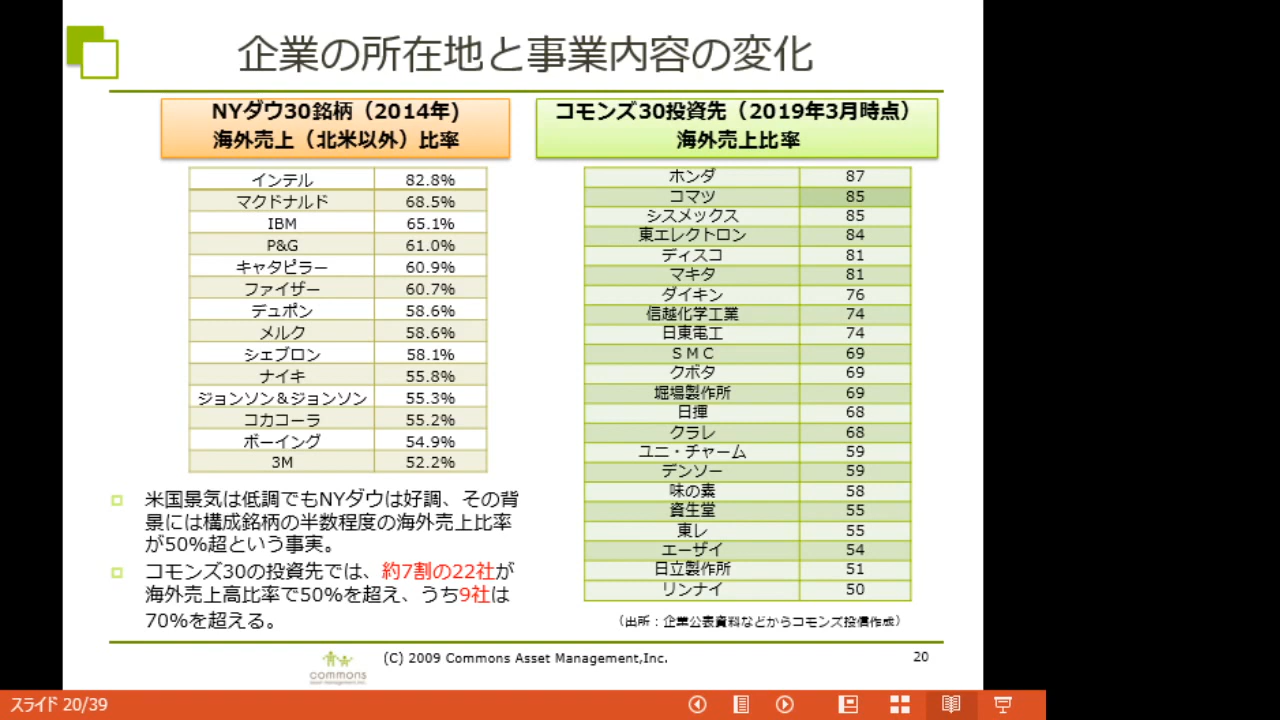 企業の所在地と事業内容の変化
NYダウ30銘柄（2014年)
海外売上（北米以外）比率
インテル 82.8%
マクドナルド 68.5%
IBM 65.1%
P&G 61.0%
キャタピラー 60.9%
ファイザー 60.7%
デュポン 58.6%
メルク 58.6%
シェブロン 58.1%
ナイキ 55.8%
ジョンソン＆ジョンソン 55.3%
コカコーラ 55.2%
ボーイング 54.9%
3M 52.2%
米国景気は低調でもNYダウは好調、その背
景には構成銘柄の半数程度の海外売上比率
が50%超という事実。
コモンズ30の投資先では、約7割の22社が
海外売上高比率で50%を超え、うち9社は
70%を超える。
コモンズ30投資先（2019年3月時点）
海外売上比率
ホンダ 87
コマツ 85
シスメックス 85
東エレクトロン 84
ディスコ 81
マキタ 81
ダイキン 76
信越化学工業 74
日東電工 74
ＳＭＣ 69
クボタ 69
堀場製作所 69
日揮 68
クラレ 68
ユニ・チャーム 59
デンソー 59
味の素 58
資生堂 55
東レ 55
エーザイ 54
日立製作所 51
リンナイ 50
（出所：企業公表資料などからコモンズ投信作成）
commons
asset management,inc.
(C) 2009 Commons Asset Management,Inc.
20
スライド 20/39